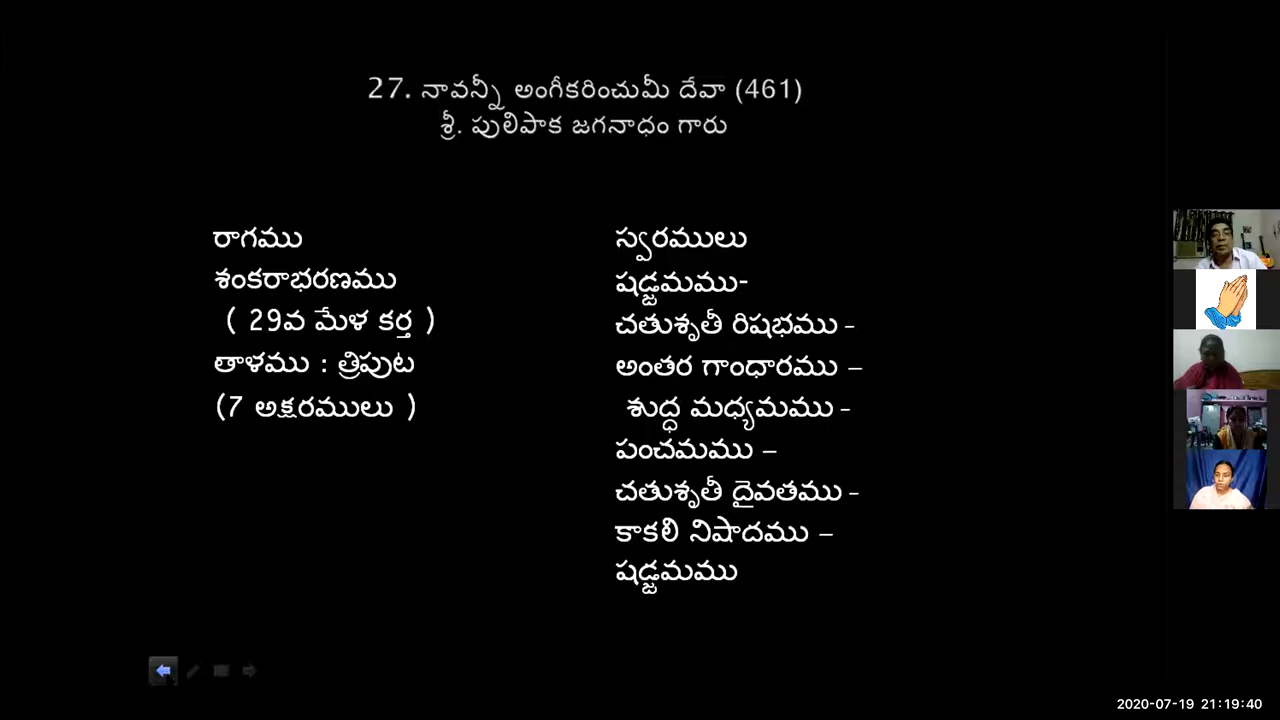 27. నావన్నీ అంగీకరించుమీ దేవా (461)
శ్రీ. పులిపాక జగనాధం గారు
రాగము
శంకరాభరణము
( 29వ మేళ కర్త )
తాళము : త్రిపుట
(7 అక్షరములు )
స్వరములు
షడ్జమము-
చతుశృతీ రిషభము -
అంతర గాంధారము –
శుద్ధ మధ్యమము -
పంచమము –
చతుశృతీ దైవతము -
కాకలి నిషాదము –
షడ్జమము
2020-07-19 21:19:40